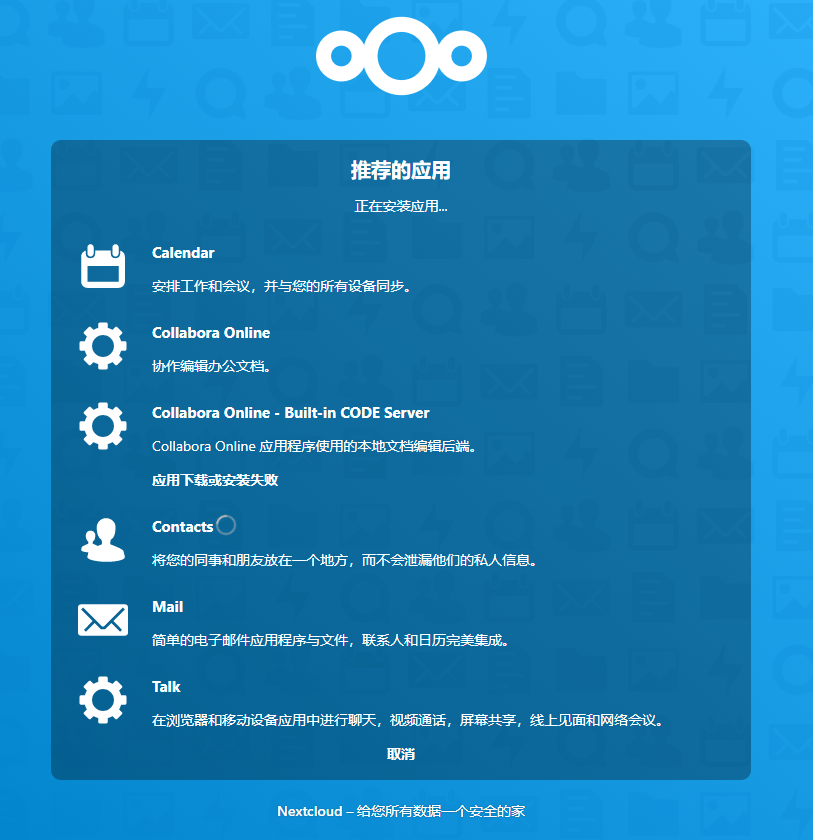 推荐的应用
正在安装应用...
Calendar
安排工作和会议，并与您的所有设备同步。
Collabora Online
协作编辑办公文档。
Collabora Online - Built-in CODE Server
Collabora Online 应用程序使用的本地文档编辑后端。
应用下载或安装失败
Contacts
将您的同事和朋友放在一个地方，而不会泄漏他们的私人信息。
Mail
简单的电子邮件应用程序与文件，联系人和日历完美集成。
Talk
在浏览器和移动设备应用中进行聊天，视频通话，屏幕共享，线上见面和网络会议。
取消
Nextcloud – 给您所有数据一个安全的家